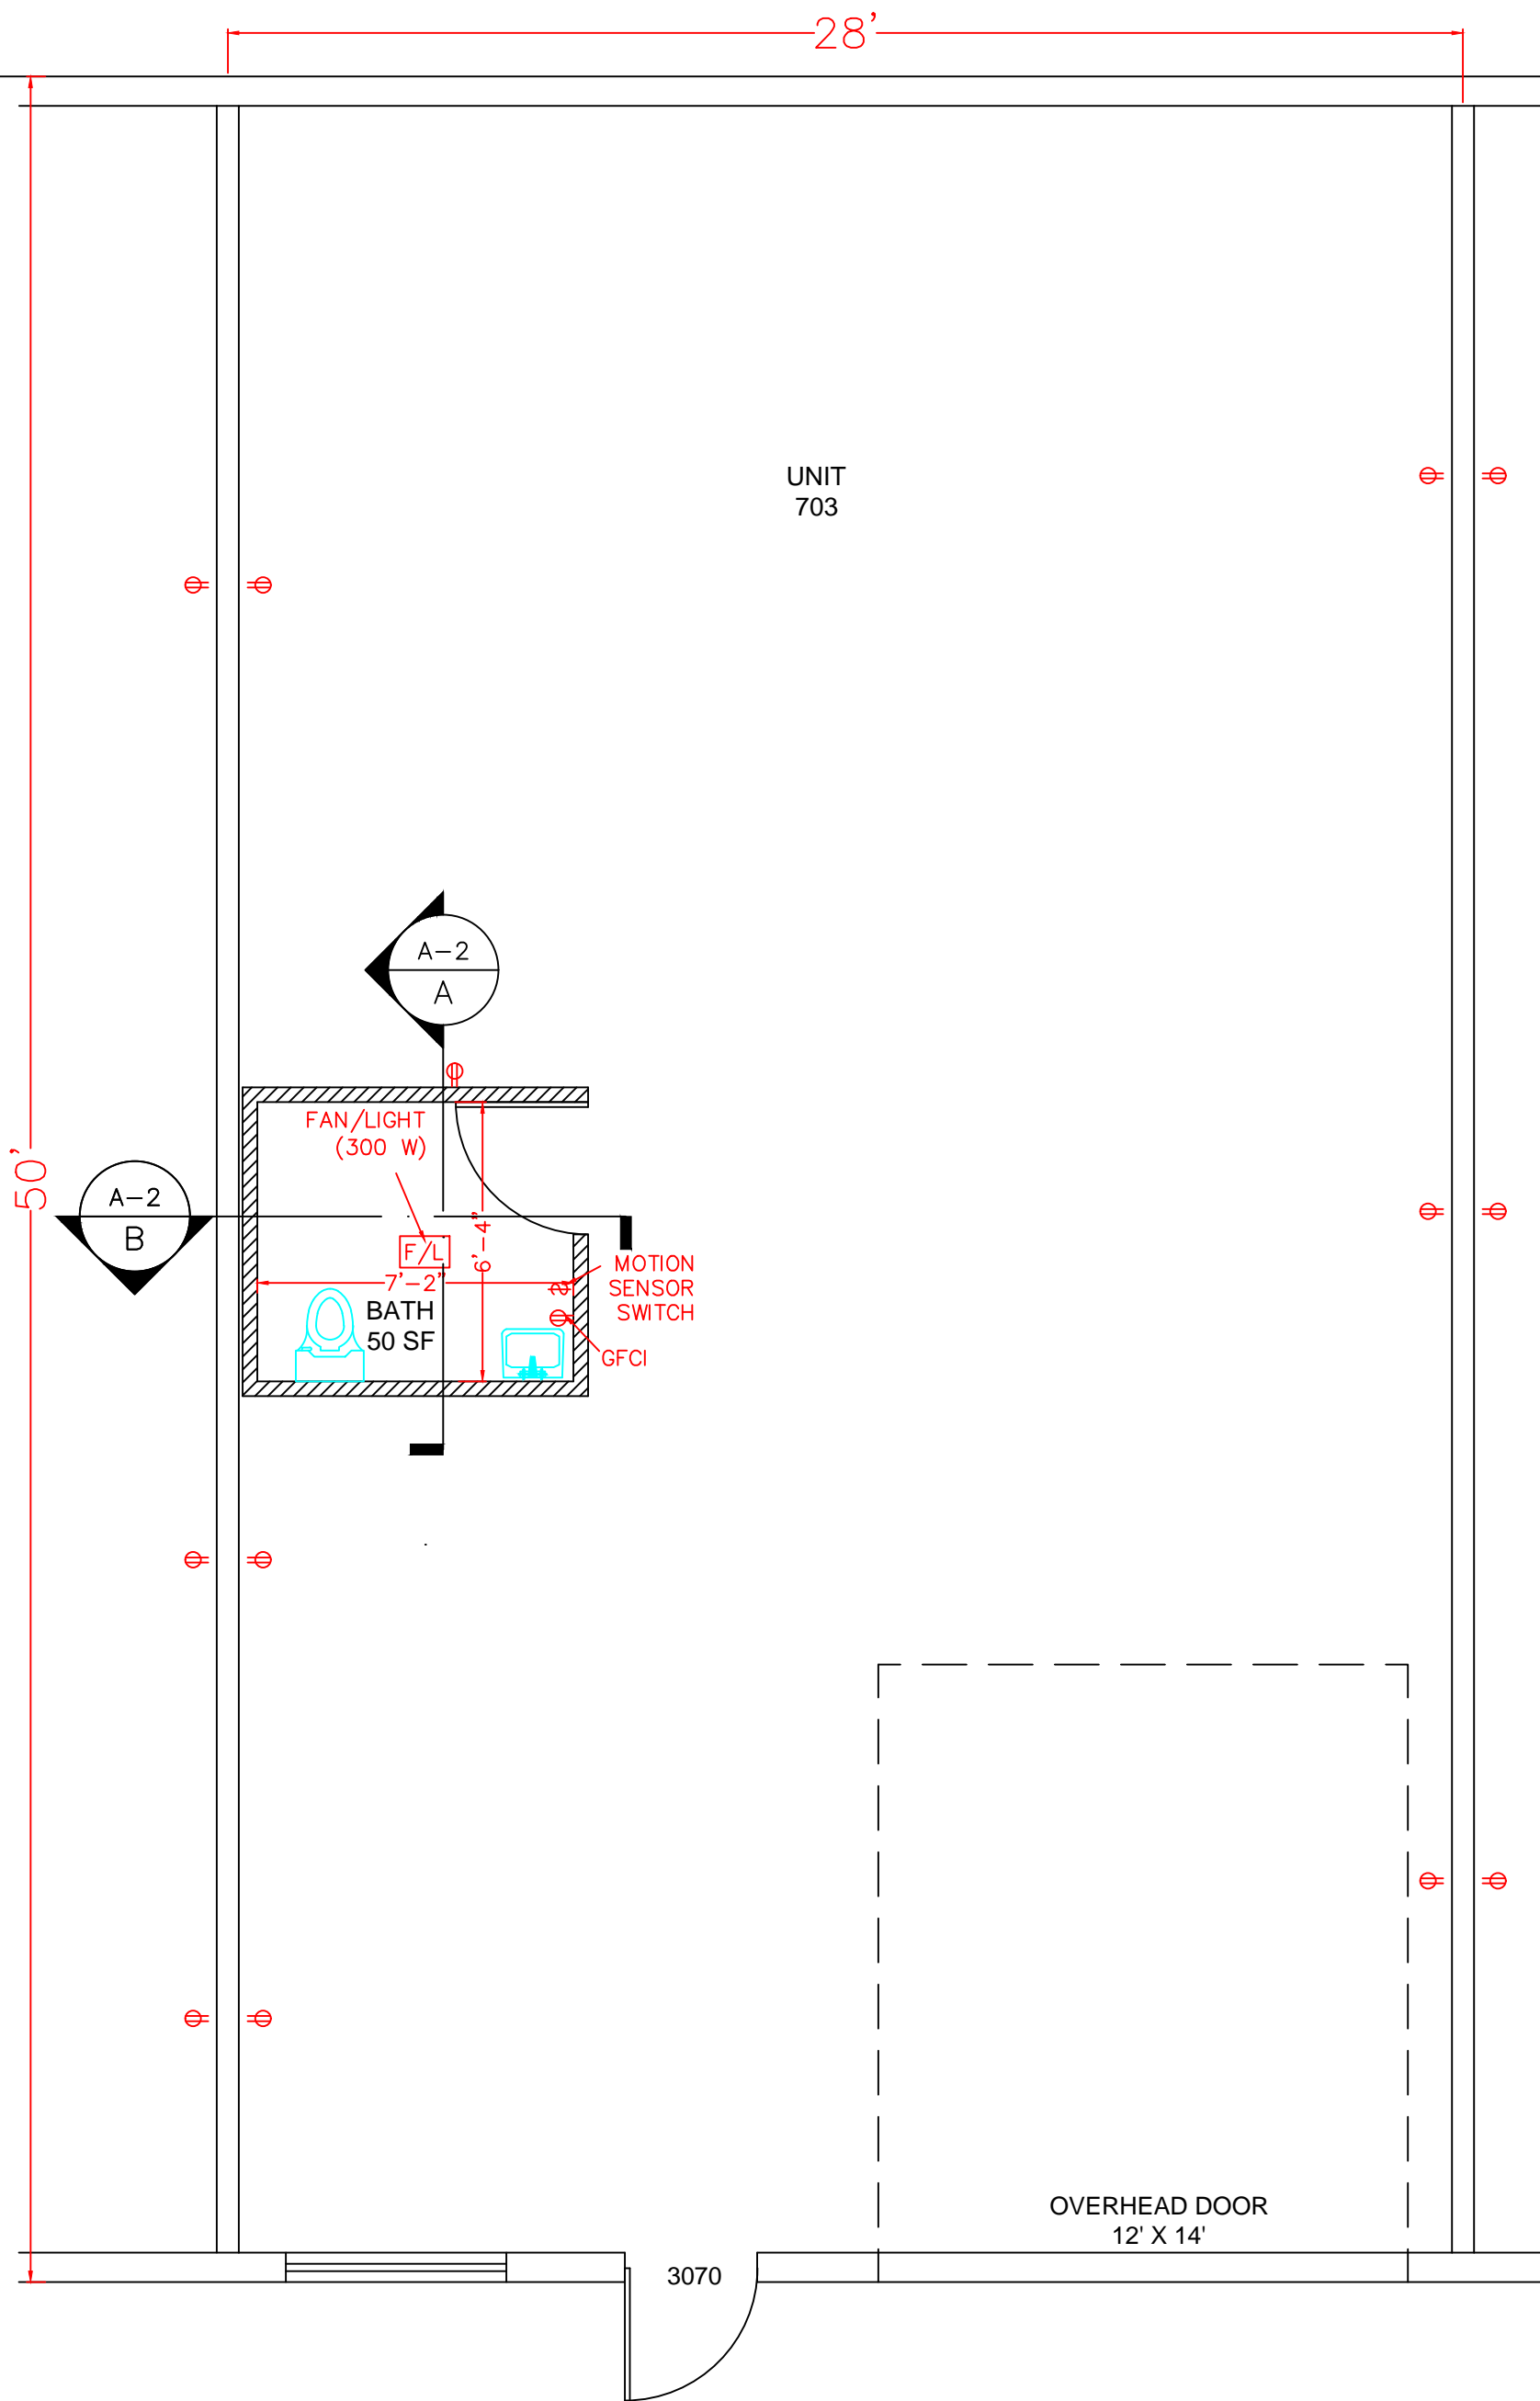 28'
50'
UNIT
703
A-2
A
FAN/LIGHT
(300 W)
A-2
B
F/L
6'-4"
7'-2"
MOTION
SENSOR
SWITCH
BATH
50 SF
GFCI
OVERHEAD DOOR
12' X 14'
3070